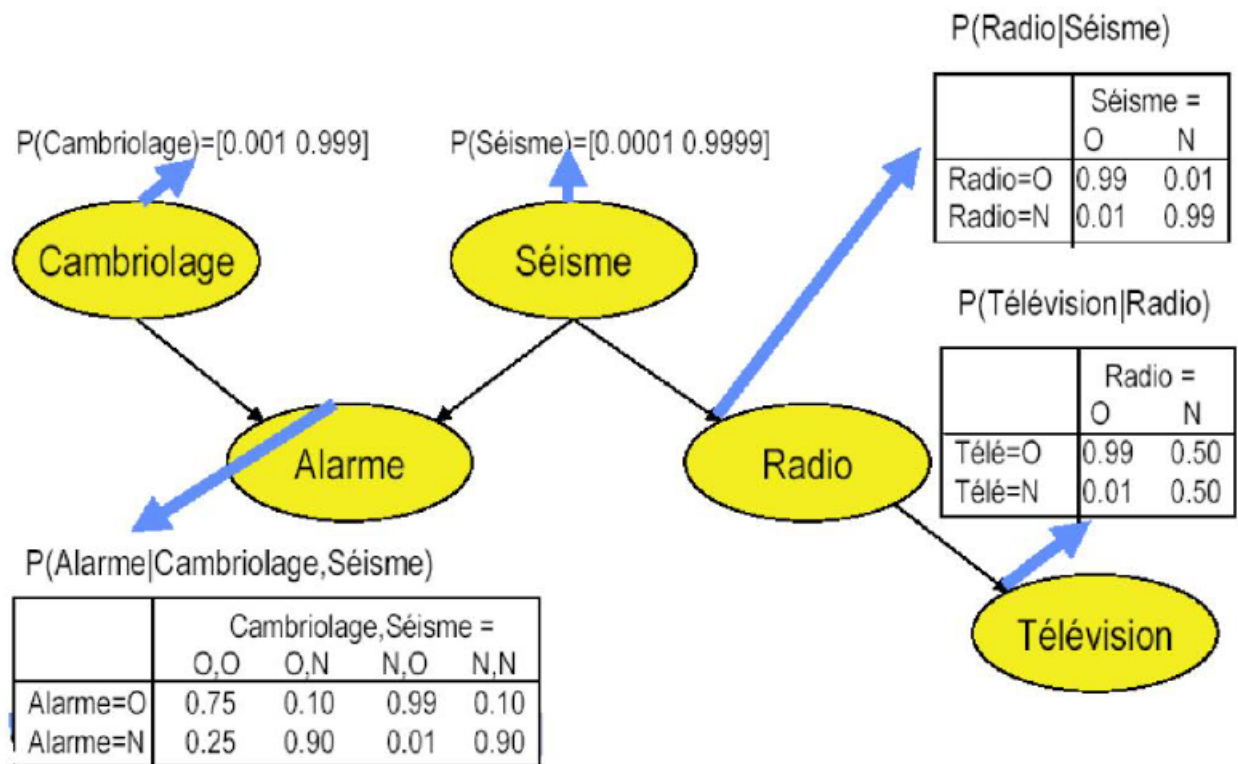 P(Radio|Séisme)
Séisme =
O N
Radio=O 0.99 0.01
Radio=N 0.01 0.99
P(Cambriolage)=[0.001 0.999]
P(Séisme)=[0.0001 0.9999]
Cambriolage
Séisme
P(Télévision|Radio)
Radio =
O N
Télé=O 0.99 0.50
Télé=N 0.01 0.50
Alarme
Radio
Télévision
P(Alarme|Cambriolage,Séisme)
Cambriolage,Séisme =
O,O O,N N,O N,N
Alarme=O 0.75 0.10 0.99 0.10
Alarme=N 0.25 0.90 0.01 0.90